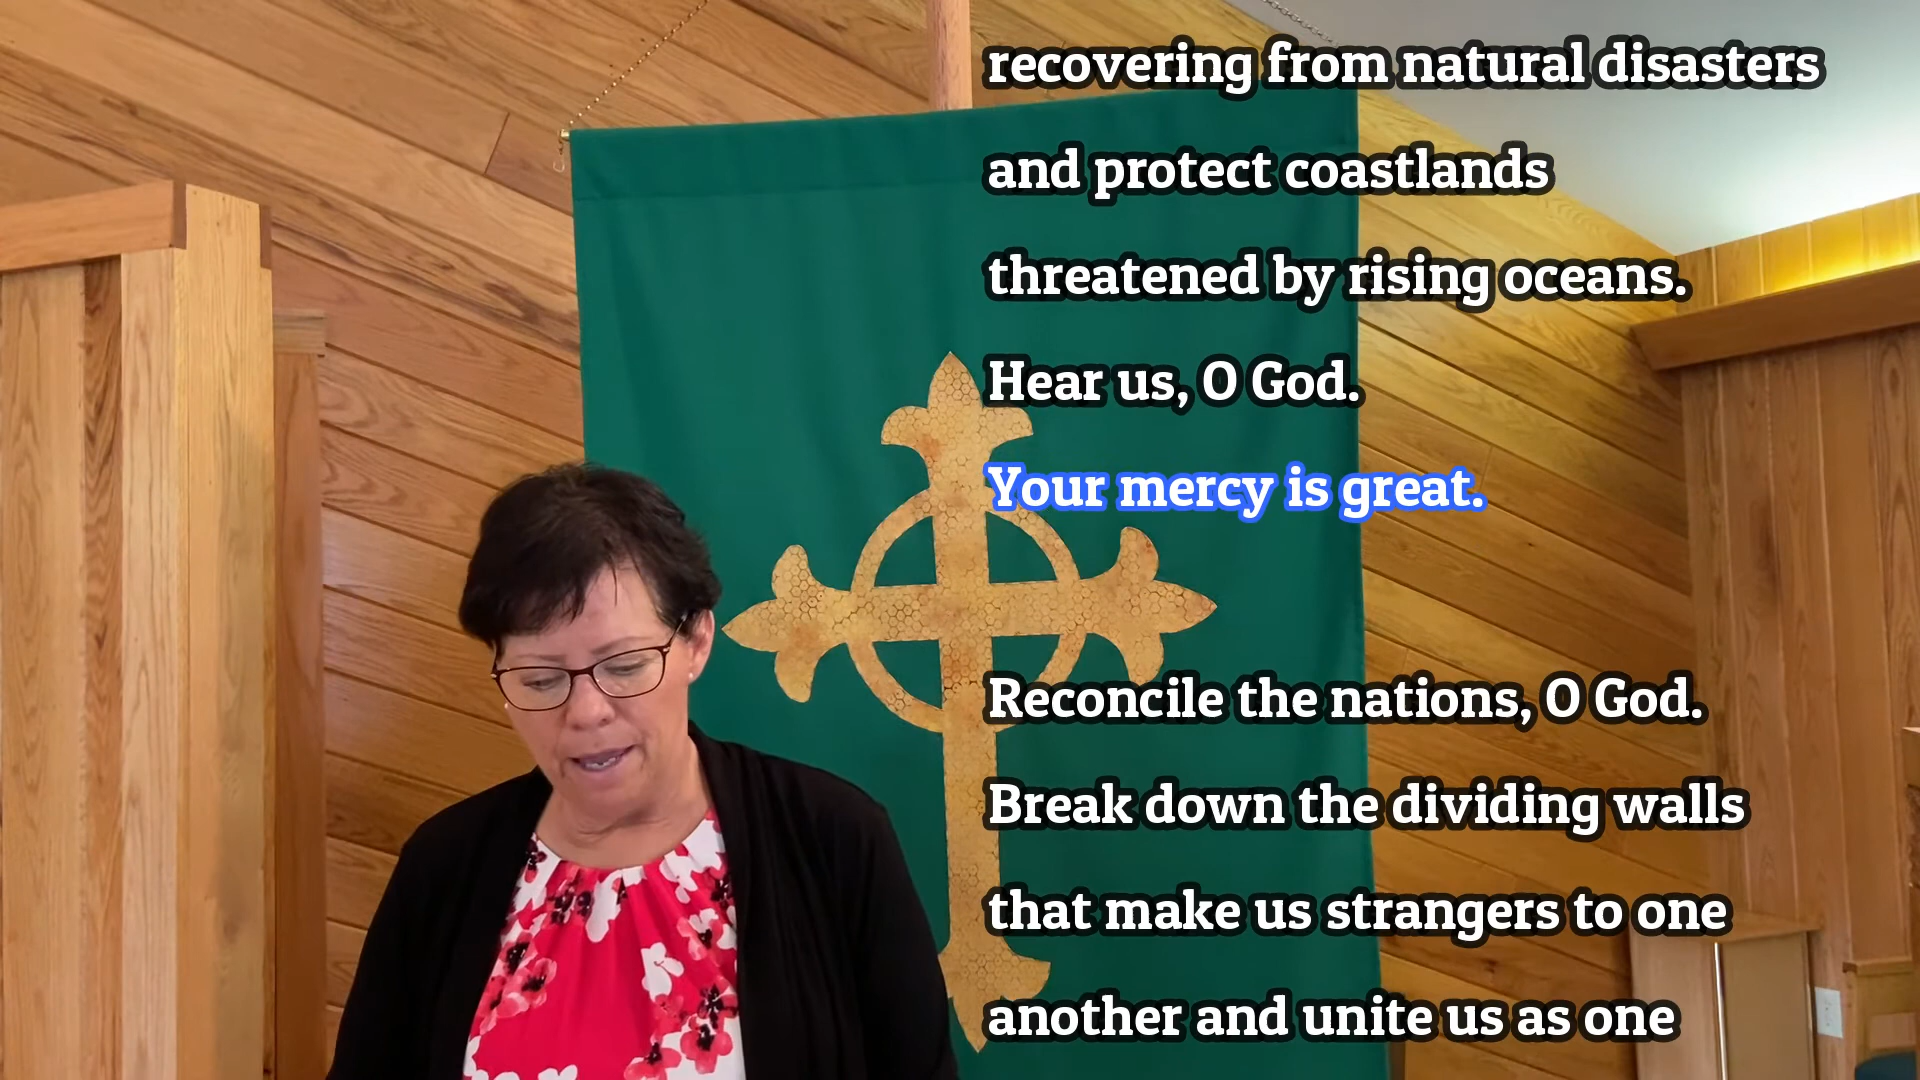 recovering from natural disasters
and protect coastlands
threatened by rising oceans.
Hear us, O God.
Your mercy is great.
Reconcile the nations, O God.
Break down the dividing walls
that make us strangers to one
another and unite us as one